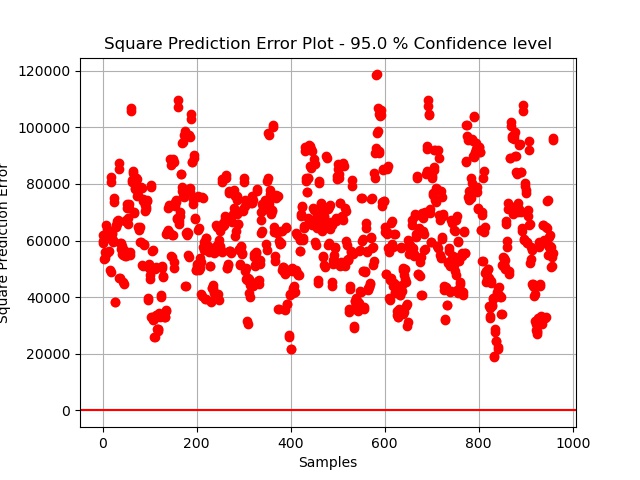 Square Prediction Error Plot - 95.0 % Confidence level
120000
100000
80000
60000
40000
20000
0
Square Prediction Error
0 200 400 600 800 1000
Samples